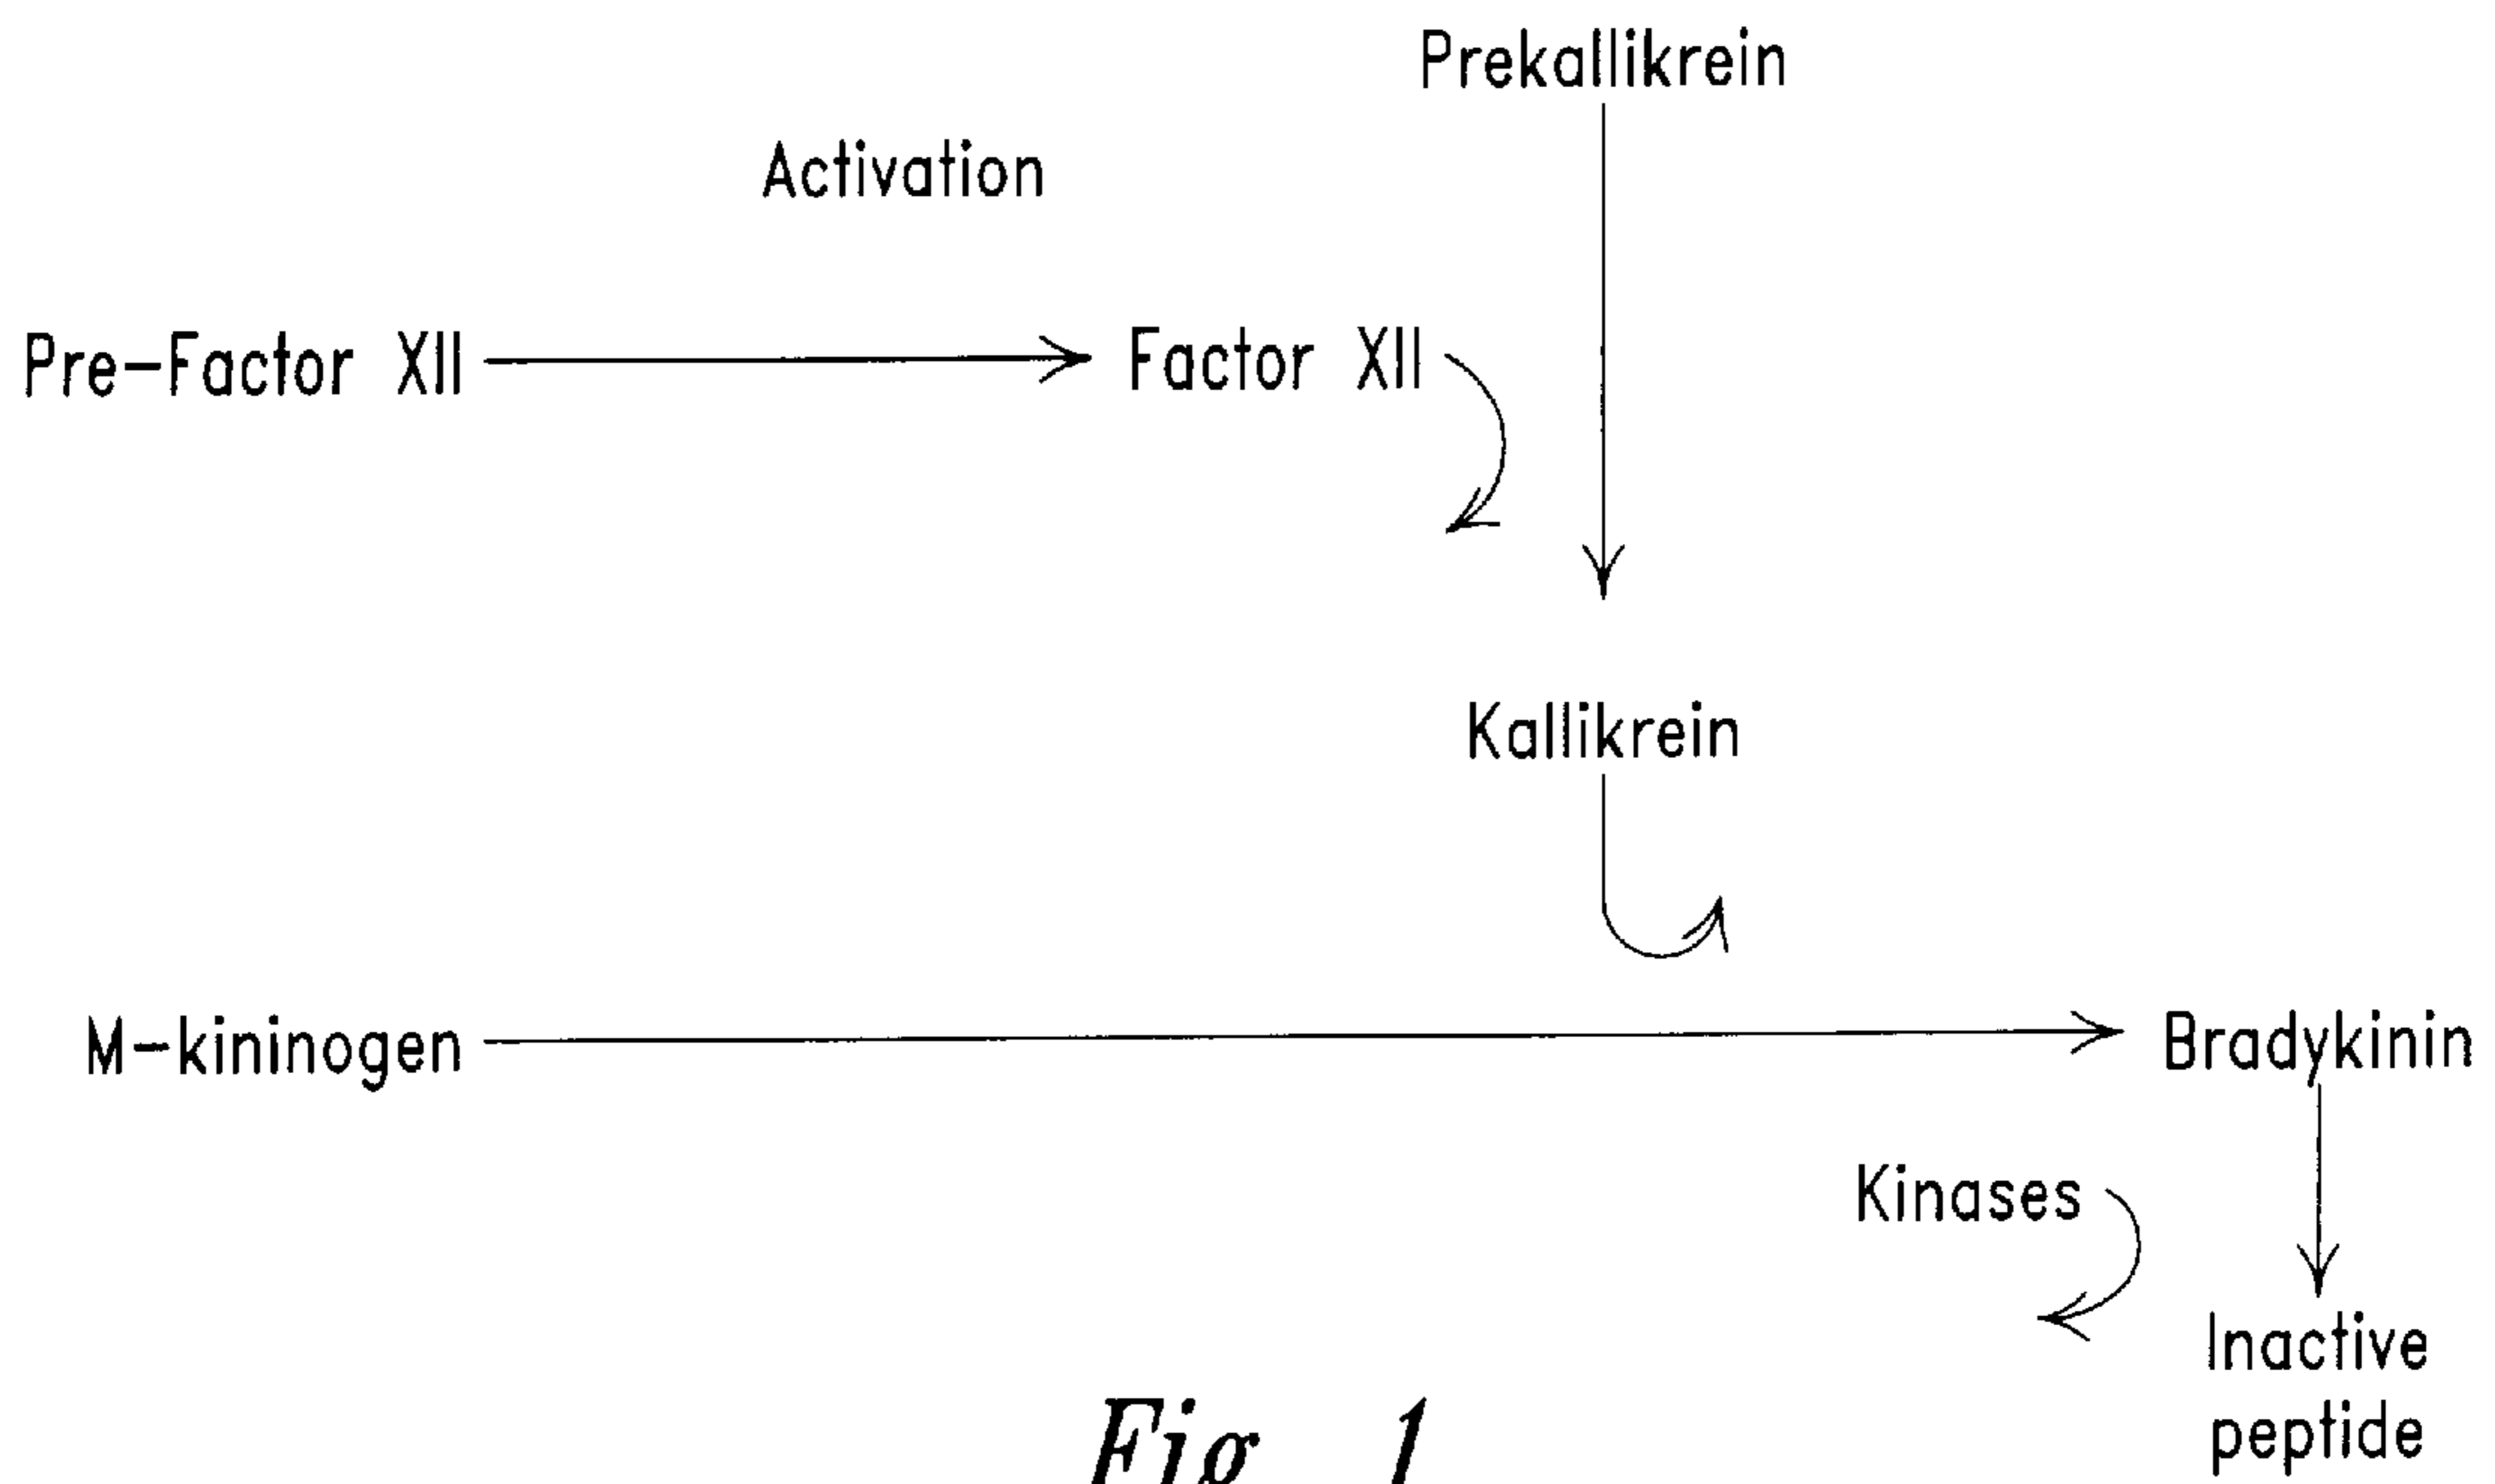 Prekallikrein
Activation
Pre-Factor XII
Factor XII
Kallikrein
M-kininogen
Bradykinin
Kinases
Inactive
peptide
Fig. 1